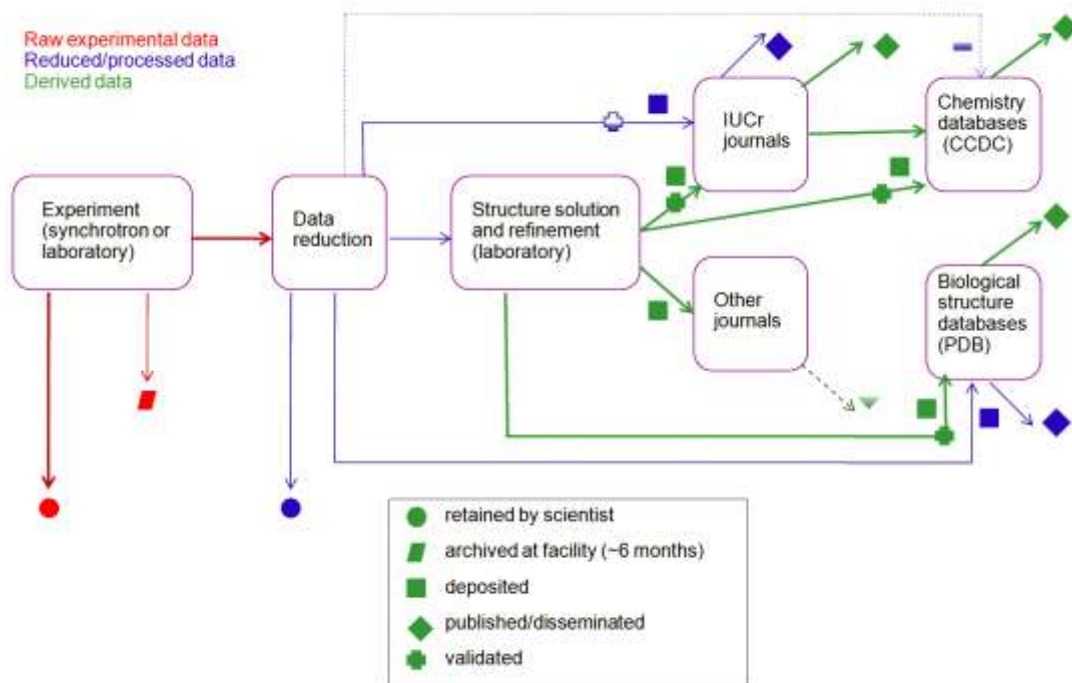 Raw experimental data
Reduced/processed data
Derived data
IUCr
journals
Chemistry
databases
(CCDC)
Experiment
(synchrotron or
laboratory)
Data
reduction
Structure solution
and refinement
(laboratory)
Other
journals
Biological
structure
databases
(PDB)
retained by scientist
archived at facility (~6 months)
deposited
published/disseminated
validated